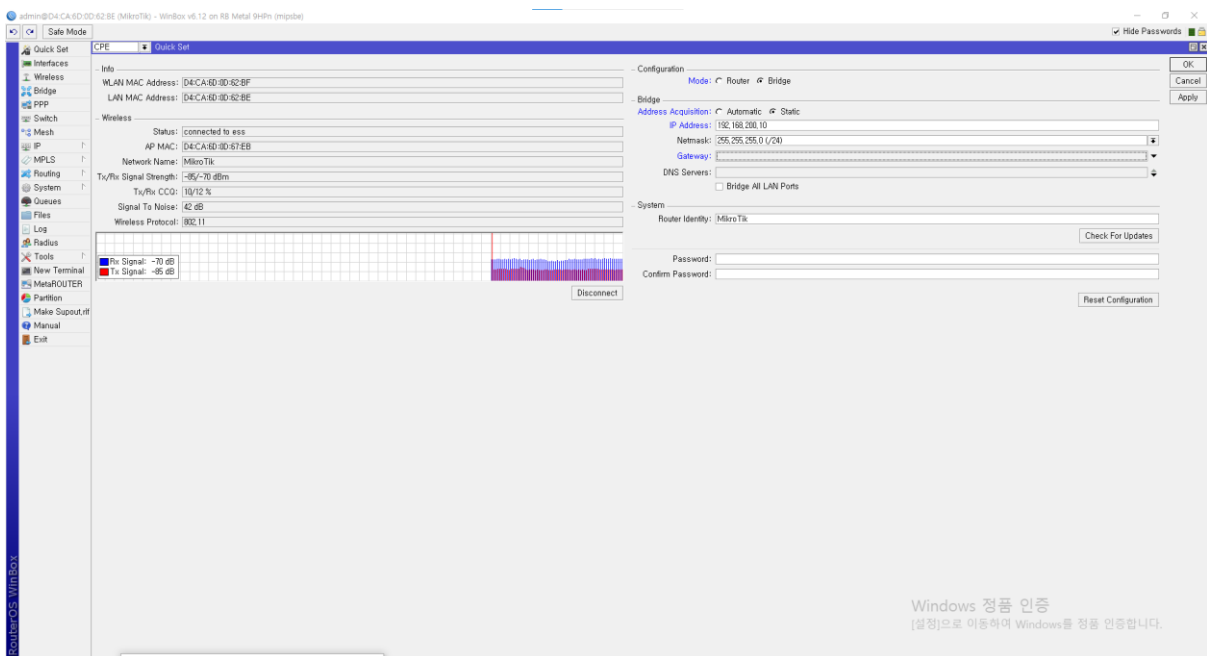 admin@D4:CA:6D:0D:62:BE (MikroTik) - WinBox v6.12 on RB Metal 9HPn (mipsbe)
Safe Mode
Hide Passwords
Quick Set
Interfaces
Wireless
Bridge
PPP
Switch
Mesh
IP
MPLS
Routing
System
Queues
Files
Log
Radius
Tools
New Terminal
MetaROUTER
Partition
Make Supout,rif
Manual
Exit
RouterOS WinBox
CPE
Quick Set
Info
WLAN MAC Address: D4:CA:6D:0D:62:BF
LAN MAC Address: D4:CA:6D:0D:62:BE
Wireless
Status: connected to ess
AP MAC: D4:CA:6D:0D:67:EB
Network Name: MikroTik
Tx/Rx Signal Strength: -85/-70 dBm
Tx/Rx CCQ: 10/12 %
Signal To Noise: 42 dB
Wireless Protocol: 802,11
Rx Signal: -70 dB
Tx Signal: -85 dB
Disconnect
Configuration
Mode: Router Bridge
Bridge
Address Acquisition: Automatic Static
IP Address: 192,168,200,10
Netmask: 255,255,255,0 (/24)
Gateway:
DNS Servers:
Bridge All LAN Ports
System
Router Identity: MikroTik
Check For Updates
Password:
Confirm Password:
Reset Configuration
OK
Cancel
Apply
Windows 정품 인증
[설정]으로 이동하여 Windows를 정품 인증합니다.